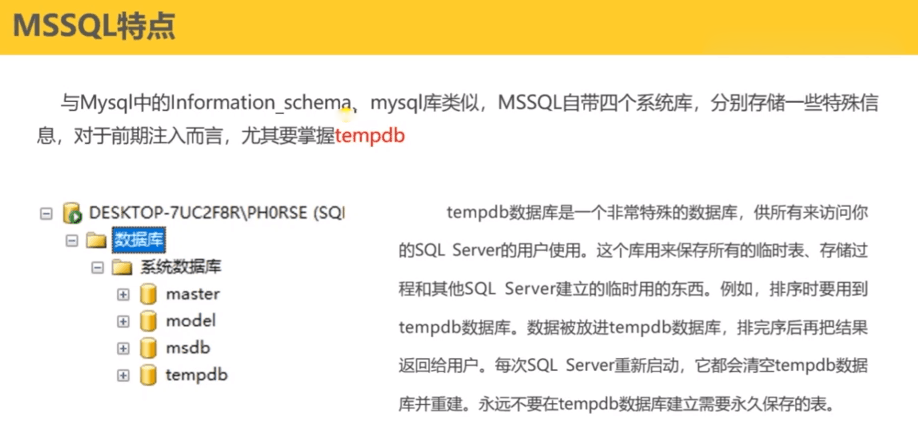 MSSQL特点
与Mysql中的Information_schema、mysql库类似，MSSQL自带四个系统库，分别存储一些特殊信
息，对于前期注入而言，尤其要掌握tempdb
DESKTOP-7UC2F8R\PH0RSE (SQL
数据库
系统数据库
master
model
msdb
tempdb
tempdb数据库是一个非常特殊的数据库，供所有来访问你
的SQL Server的用户使用。这个库用来保存所有的临时表、存储过
程和其他SQL Server建立的临时用的东西。例如，排序时要用到
tempdb数据库。数据被放进tempdb数据库，排完序后再把结果
返回给用户。每次SQL Server重新启动，它都会清空tempdb数据
库并重建。永远不要在tempdb数据库建立需要永久保存的表。